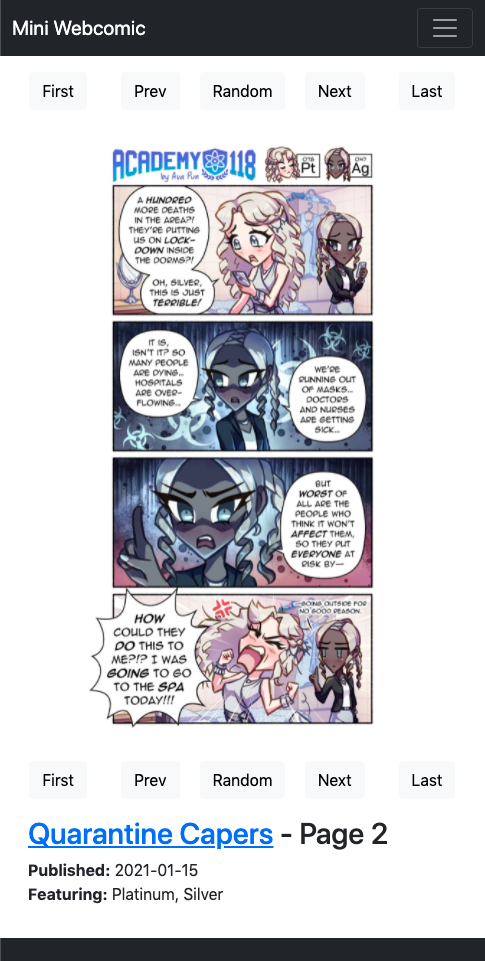 Mini Webcomic
First Prev Random Next Last
ACADEMY 118
by Ava Pun
078
Pt
047
Ag
A HUNDRED
MORE DEATHS
IN THE AREA?!
THEY'RE PUTTING
US ON LOCK-
DOWN INSIDE
THE DORMS?!
OH, SILVER,
THIS IS JUST
TERRIBLE!
IT IS,
ISN'T IT? SO
MANY PEOPLE
ARE DYING...
HOSPITALS
ARE OVER-
FLOWING...
WE'RE
RUNNING OUT
OF MASKS...
DOCTORS
AND NURSES
ARE GETTING
SICK...
BUT
WORST OF
ALL ARE THE
PEOPLE WHO
THINK IT WON'T
AFFECT THEM,
SO THEY PUT
EVERYONE AT
RISK BY—
HOW
COULD THEY
DO THIS TO
ME?!? I WAS
GOING TO GO
TO THE SPA
TODAY!!!
—GOING OUTSIDE FOR
NO GOOD REASON.
First Prev Random Next Last
Quarantine Capers - Page 2
Published: 2021-01-15
Featuring: Platinum, Silver